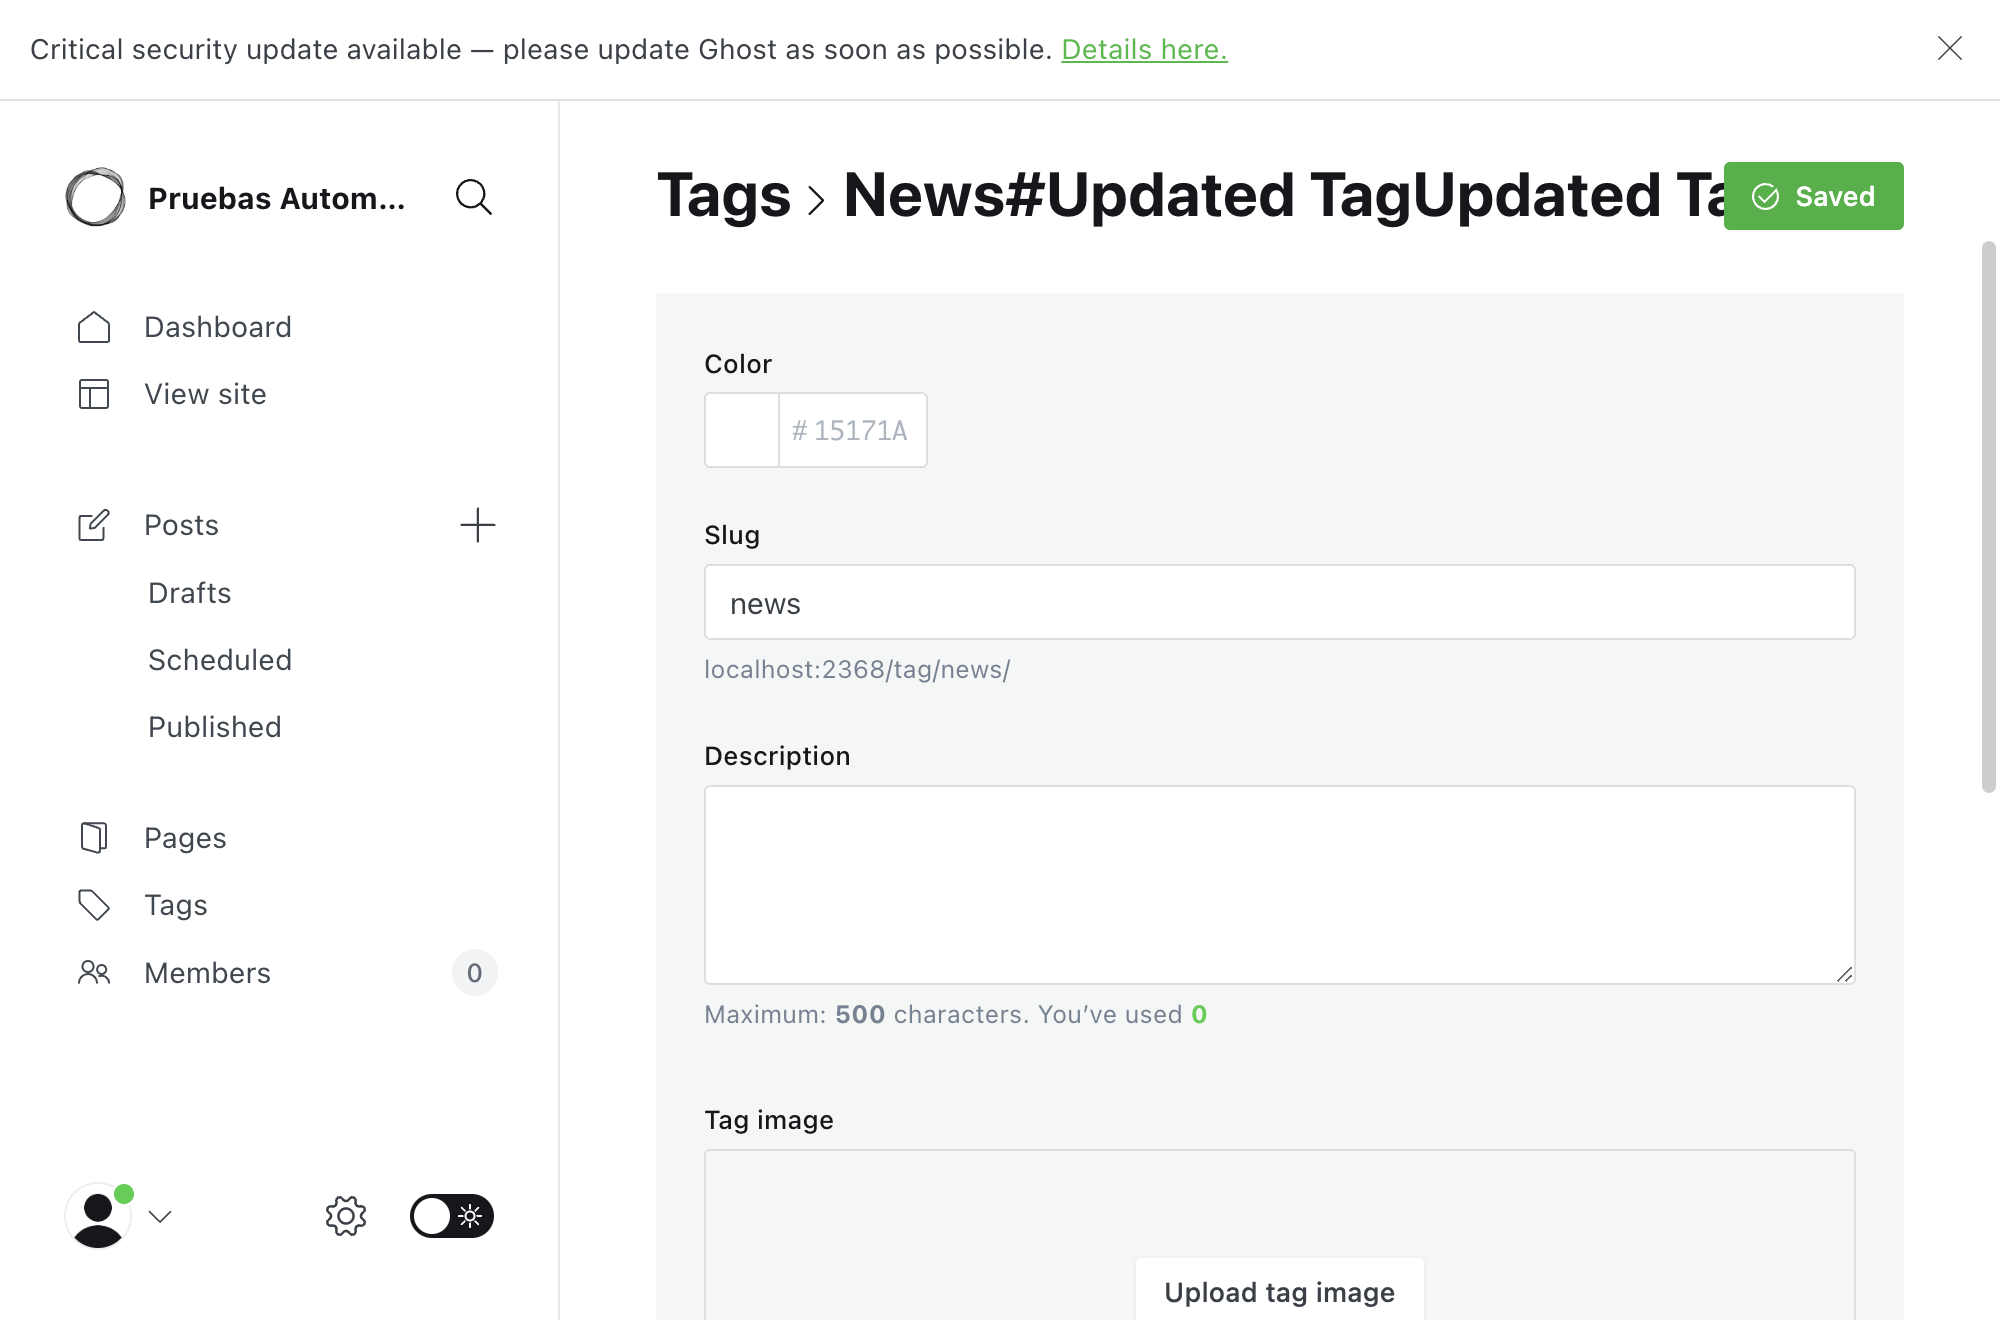 Critical security update available — please update Ghost as soon as possible. Details here.
Pruebas Autom...
Dashboard
View site
Posts
Drafts
Scheduled
Published
Pages
Tags
Members
0
Tags > News#Updated TagUpdated Ta
Saved
Color
# 15171A
Slug
news
localhost:2368/tag/news/
Description
Maximum: 500 characters. You’ve used 0
Tag image
Upload tag image